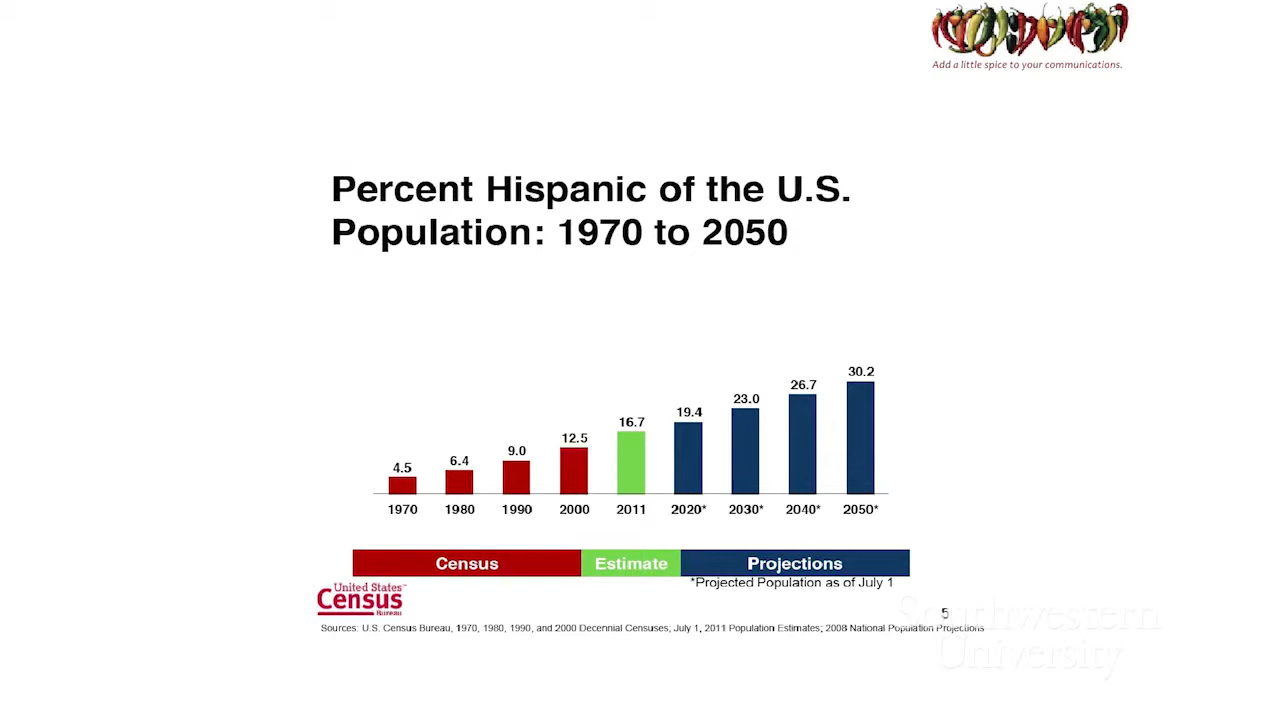 Add a little spice to your communications.
Percent Hispanic of the U.S.
Population: 1970 to 2050
4.5 6.4 9.0 12.5 16.7 19.4 23.0 26.7 30.2
1970 1980 1990 2000 2011 2020* 2030* 2040* 2050*
Census Estimate Projections
*Projected Population as of July 1
United States™
Census
Bureau
5
Sources: U.S. Census Bureau, 1970, 1980, 1990, and 2000 Decennial Censuses; July 1, 2011 Population Estimates; 2008 National Population Projections
Southwestern
University